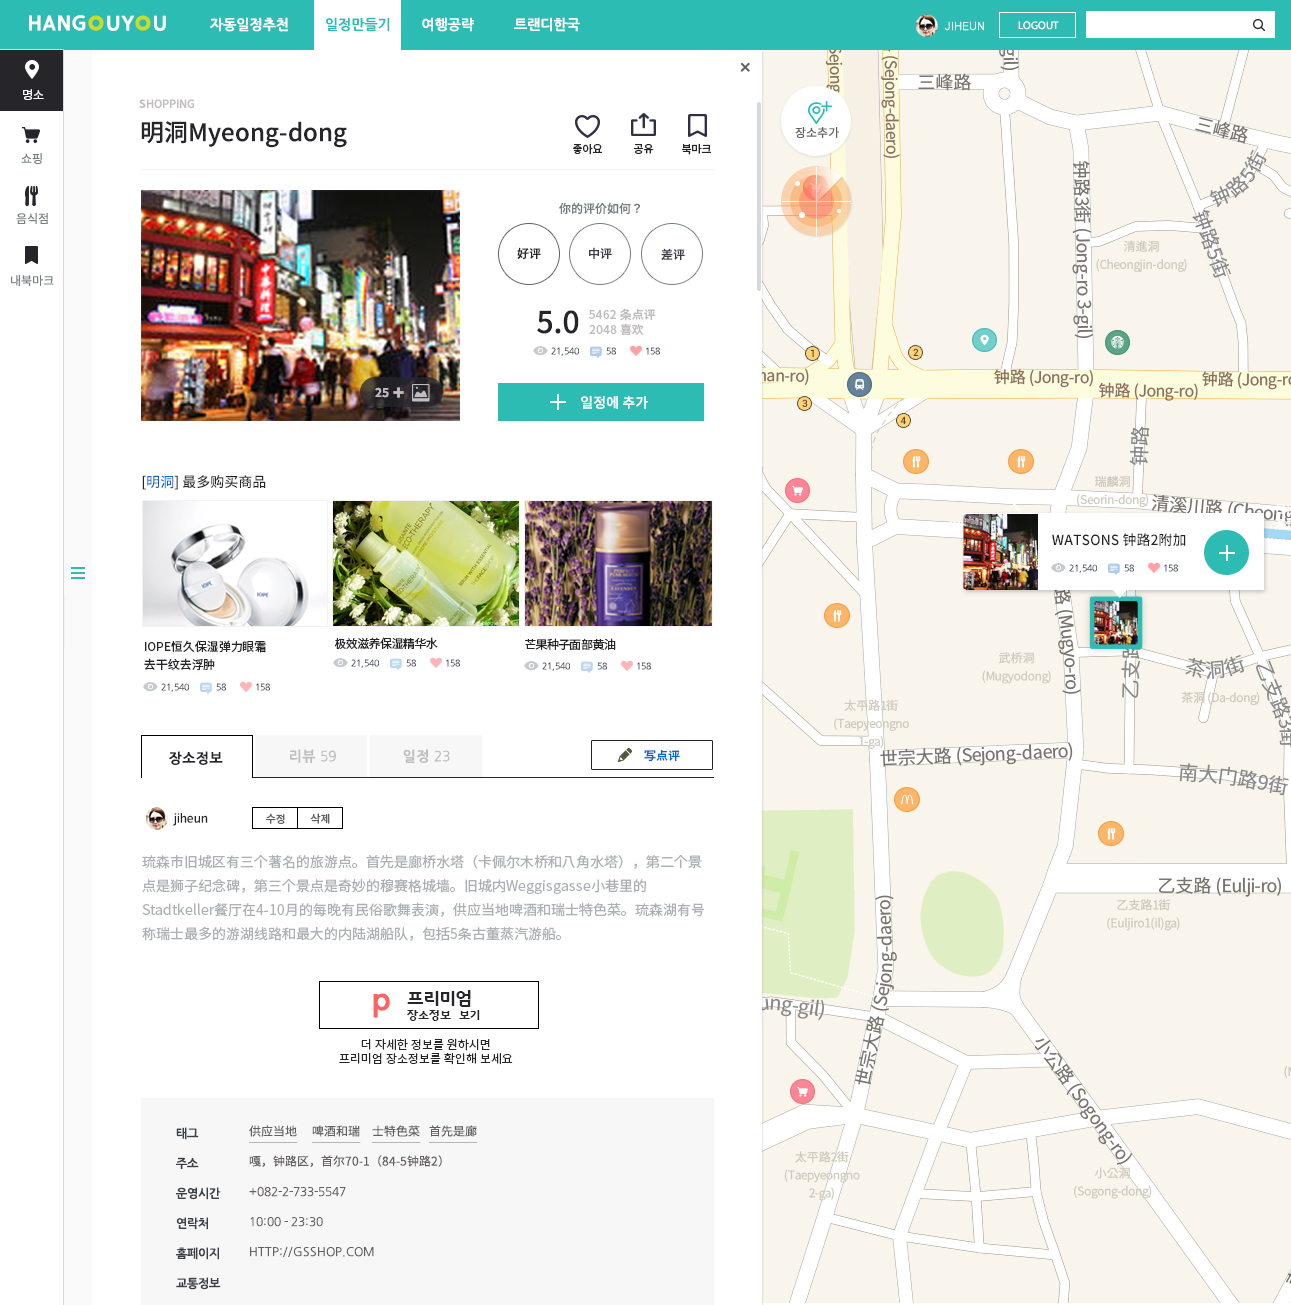 HANGOUYOU
자동일정추천
일정만들기
여행공략
트랜디한국
JIHEUN
LOGOUT
명소
쇼핑
음식점
내북마크
SHOPPING
明洞Myeong-dong
좋아요
공유
북마크
25 +
你的评价如何？
好评
中评
差评
5.0
5462 条点评
2048 喜欢
21,540 58 158
일정에 추가
[明洞] 最多购买商品
IOPE恒久保湿弹力眼霜
去干纹去浮肿
21,540 58 158
极效滋养保湿精华水
21,540 58 158
芒果种子面部黄油
21,540 58 158
장소정보
리뷰 59
일정 23
写点评
jiheun
수정
삭제
琉森市旧城区有三个著名的旅游点。首先是廊桥水塔（卡佩尔木桥和八角水塔），第二个景
点是狮子纪念碑，第三个景点是奇妙的穆赛格城墙。旧城内Weggisgasse小巷里的
Stadtkeller餐厅在4-10月的每晚有民俗歌舞表演，供应当地啤酒和瑞士特色菜。琉森湖有号
称瑞士最多的游湖线路和最大的内陆湖船队，包括5条古董蒸汽游船。
p 프리미엄
장소정보 보기
더 자세한 정보를 원하시면
프리미엄 장소정보를 확인해 보세요
태그 供应当地 啤酒和瑞 士特色菜 首先是廊
주소 嘎，钟路区，首尔70-1（84-5钟路2）
운영시간 +082-2-733-5547
연락처 10:00 - 23:30
홈페이지 HTTP://GSSHOP.COM
교통정보
장소추가
(Sejong-daero)
三峰路
三峰路
钟路5街
钟路5街
钟路3街 (Jong-ro 3-gil)
清進洞
(Cheongjin-dong)
1
2
3
4
钟路 (Jong-ro)
钟路 (Jong-ro)
钟路
瑞麟洞
(Seorin-dong)
WATSONS 钟路2附加
21,540 58 158
(Mugyo-ro)
武桥洞
(Mugyodong)
茶洞街
茶洞 (Da-dong)
太平路1街
(Taepyeongno
1-ga)
世宗大路 (Sejong-daero)
南大门路9街
乙支路 (Eulji-ro)
乙支路1街
(Euljiro1(il)ga)
世宗大路 (Sejong-daero)
小公路 (Sogong-ro)
太平路2街
(Taepyeongno
2-ga)
小公洞
(Sogong-dong)